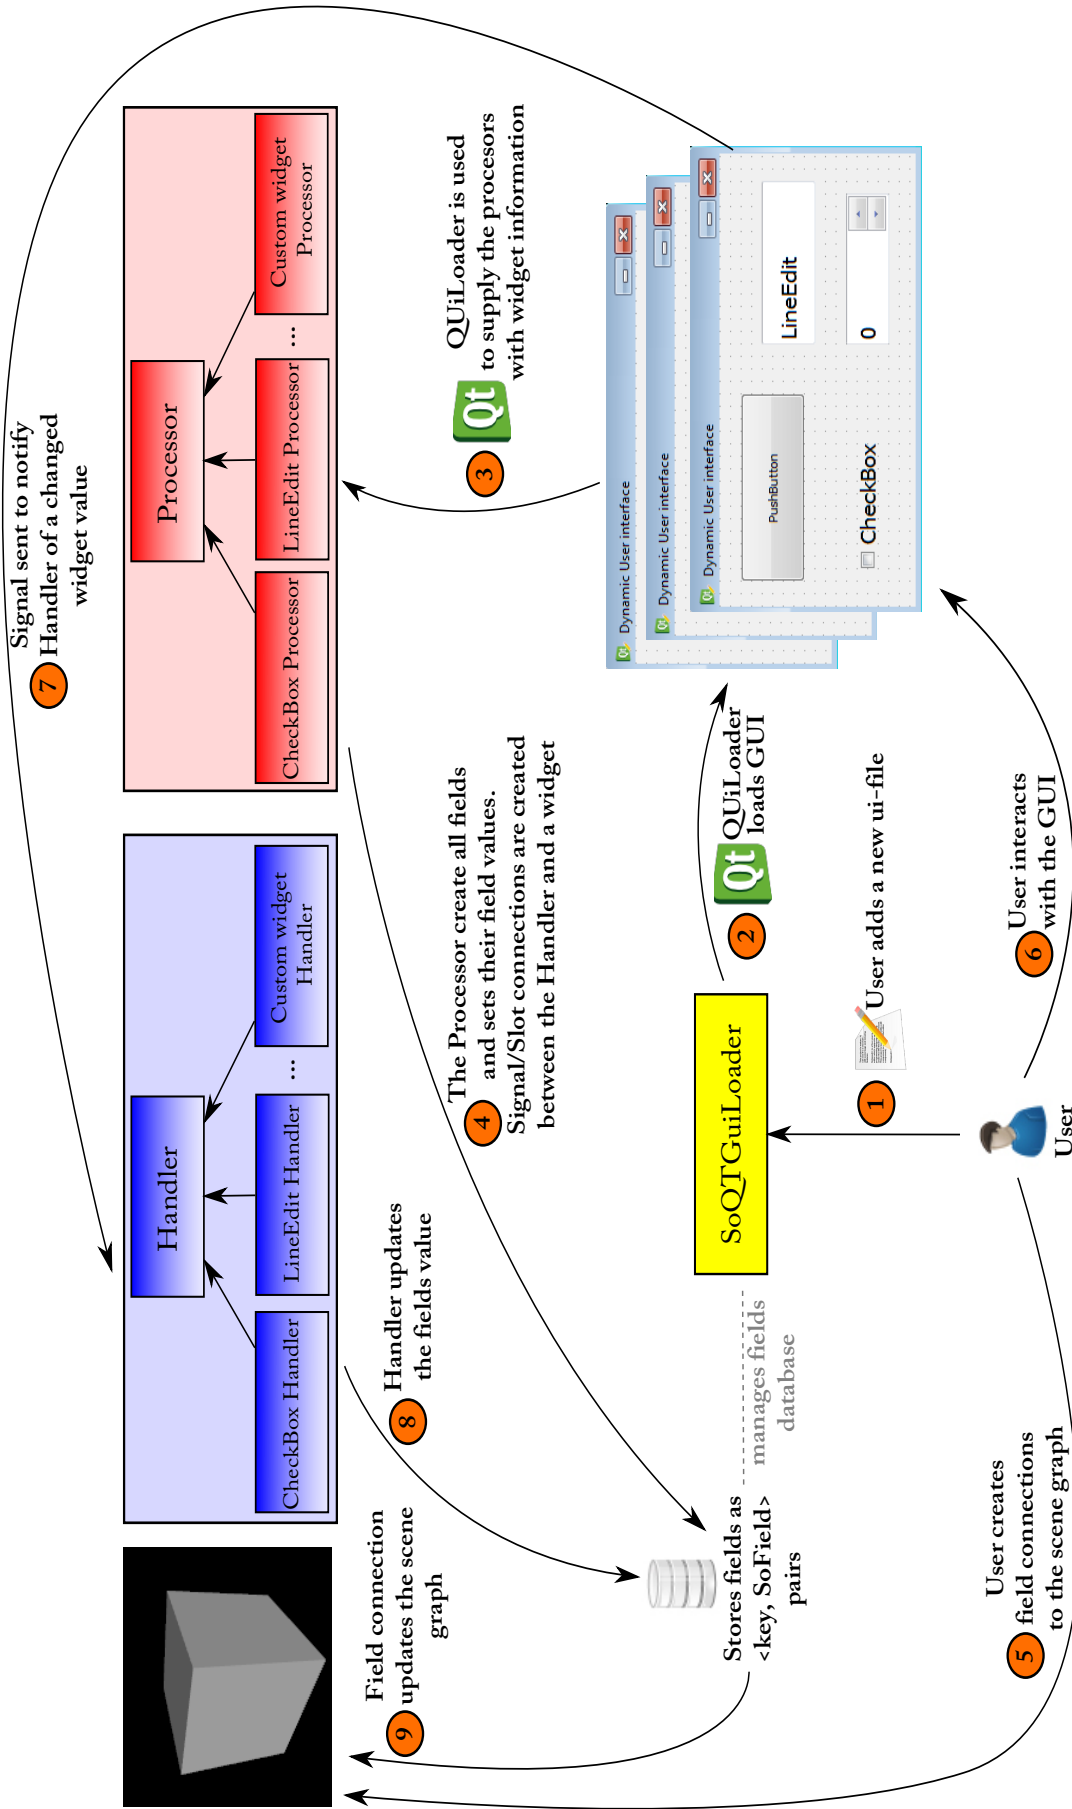 Field connection
updates the scene
graph
9
CheckBox Handler
LineEdit Handler
...
Custom widget
Handler
Handler
CheckBox Processor
LineEdit Processor
...
Custom widget
Processor
Processor
7
Signal sent to notify
Handler of a changed
widget value
8
Handler updates
the fields value
4
The Processor create all fields
and sets their field values.
Signal/Slot connections are created
between the Handler and a widget
3
Qt
QUiLoader is used
to supply the procesors
with widget information
Stores fields as
<key, SoField>
pairs
manages fields
database
SoQTGuiLoader
2
Qt
QUiLoader
loads GUI
Qt Dynamic User interface
Qt Dynamic User interface
Qt Dynamic User interface
PushButton
LineEdit
CheckBox
0
1
User adds a new ui-file
User
5
User creates
field connections
to the scene graph
6
User interacts
with the GUI